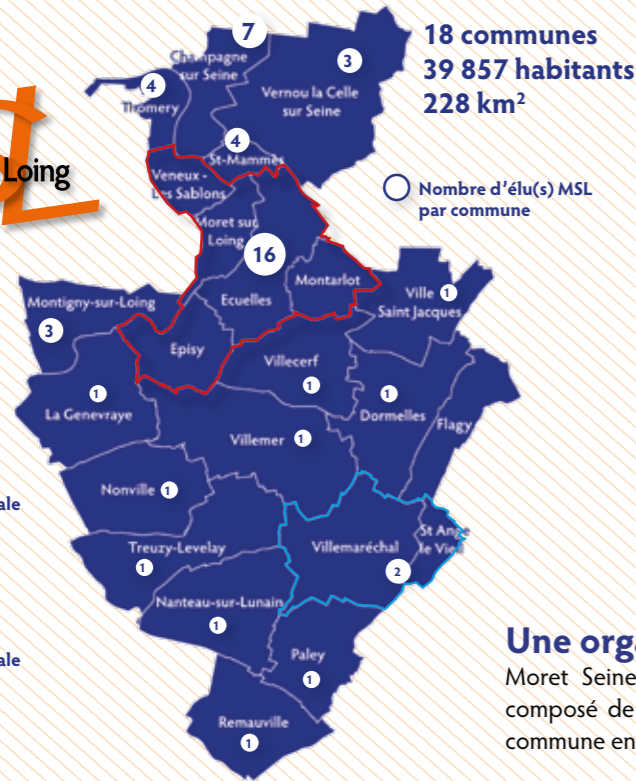 18 communes
39 857 habitants
228 km²
Nombre d'élu(s) MSL
par commune
Loing
7
Champagne
sur Seine
3
Vernou la Celle
sur Seine
4
Thomery
4
St-Mammès
Veneux -
Les Sablons
Moret sur
Loing
16
Montarlot
Ecuelles
Episy
Ville 1
Saint Jacques
Montigny-sur-Loing
3
Villecerf
1
1
La Genevraye
1
Dormelles
Flagy
Villemer 1
Nonville 1
Treuzy-Levelay
1
Villemaréchal
2
St Ange
le Vieil
Nanteau-sur-Lunain
1
Paley
1
Remauville
1
ale
ale
Une orga
Moret Seine
composé de
commune en